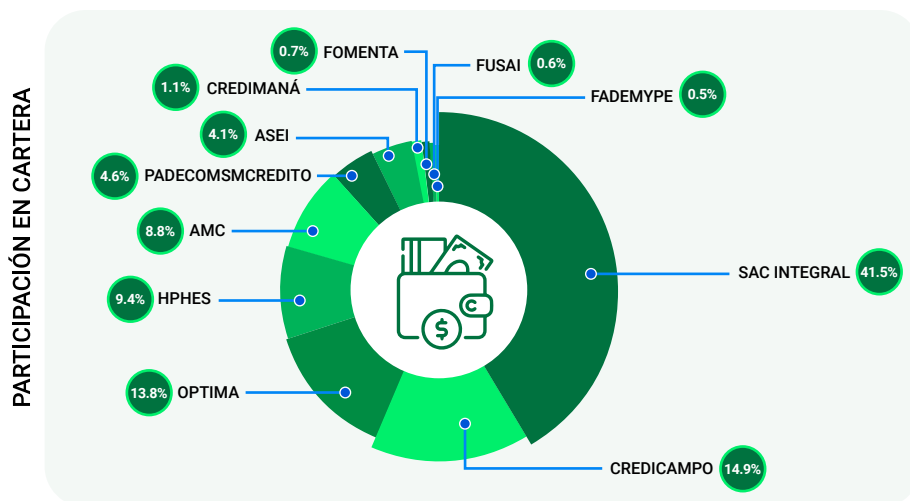 PARTICIPACIÓN EN CARTERA
0.7% FOMENTA
FUSAI 0.6%
1.1% CREDIMANÁ
FADEMYPE 0.5%
4.1% ASEI
4.6% PADECOMSMCREDITO
8.8% AMC
SAC INTEGRAL 41.5%
9.4% HPHES
13.8% OPTIMA
CREDICAMPO 14.9%
$